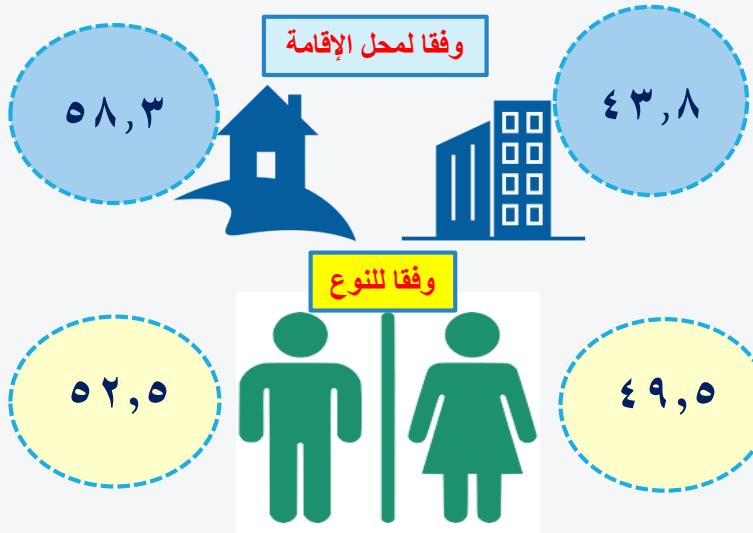 وفقا لمحل الإقامة
٤٣,٨
٥٨,٣
وفقا للنوع
٤٩,٥
٥٢,٥